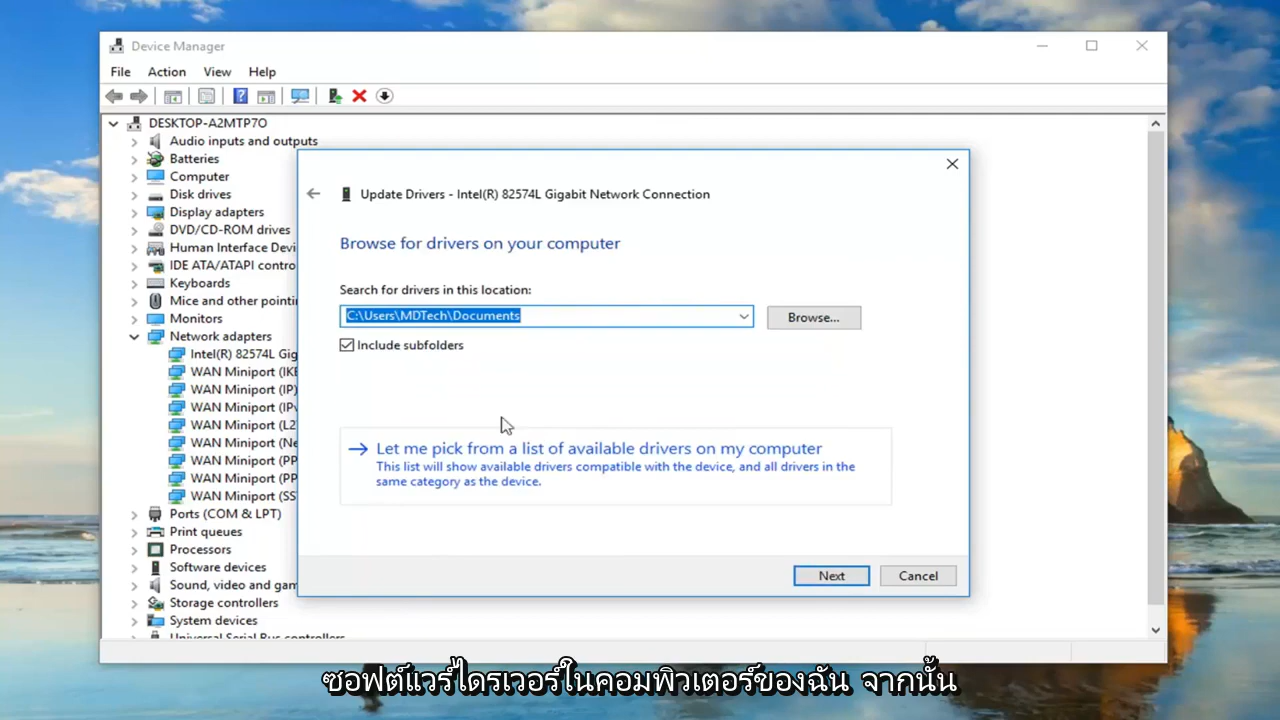 Device Manager
File Action View Help
DESKTOP-A2MTP7O
Audio inputs and outputs
Batteries
Computer
Disk drives
Display adapters
DVD/CD-ROM drives
Human Interface Devi
IDE ATA/ATAPI contro
Keyboards
Mice and other pointi
Monitors
Network adapters
Intel(R) 82574L Gig
WAN Miniport (IKE
WAN Miniport (IP)
WAN Miniport (IPv
WAN Miniport (L2
WAN Miniport (Ne
WAN Miniport (PP
WAN Miniport (PP
WAN Miniport (SS
Ports (COM & LPT)
Print queues
Processors
Software devices
Sound, video and gam
Storage controllers
System devices
Universal Serial Bus controllers
Update Drivers - Intel(R) 82574L Gigabit Network Connection
Browse for drivers on your computer
Search for drivers in this location:
C:\Users\MDTech\Documents
Browse...
Include subfolders
Let me pick from a list of available drivers on my computer
This list will show available drivers compatible with the device, and all drivers in the
same category as the device.
Next Cancel
ซอฟต์แวร์ไดรเวอร์ในคอมพิวเตอร์ของฉัน จากนั้น